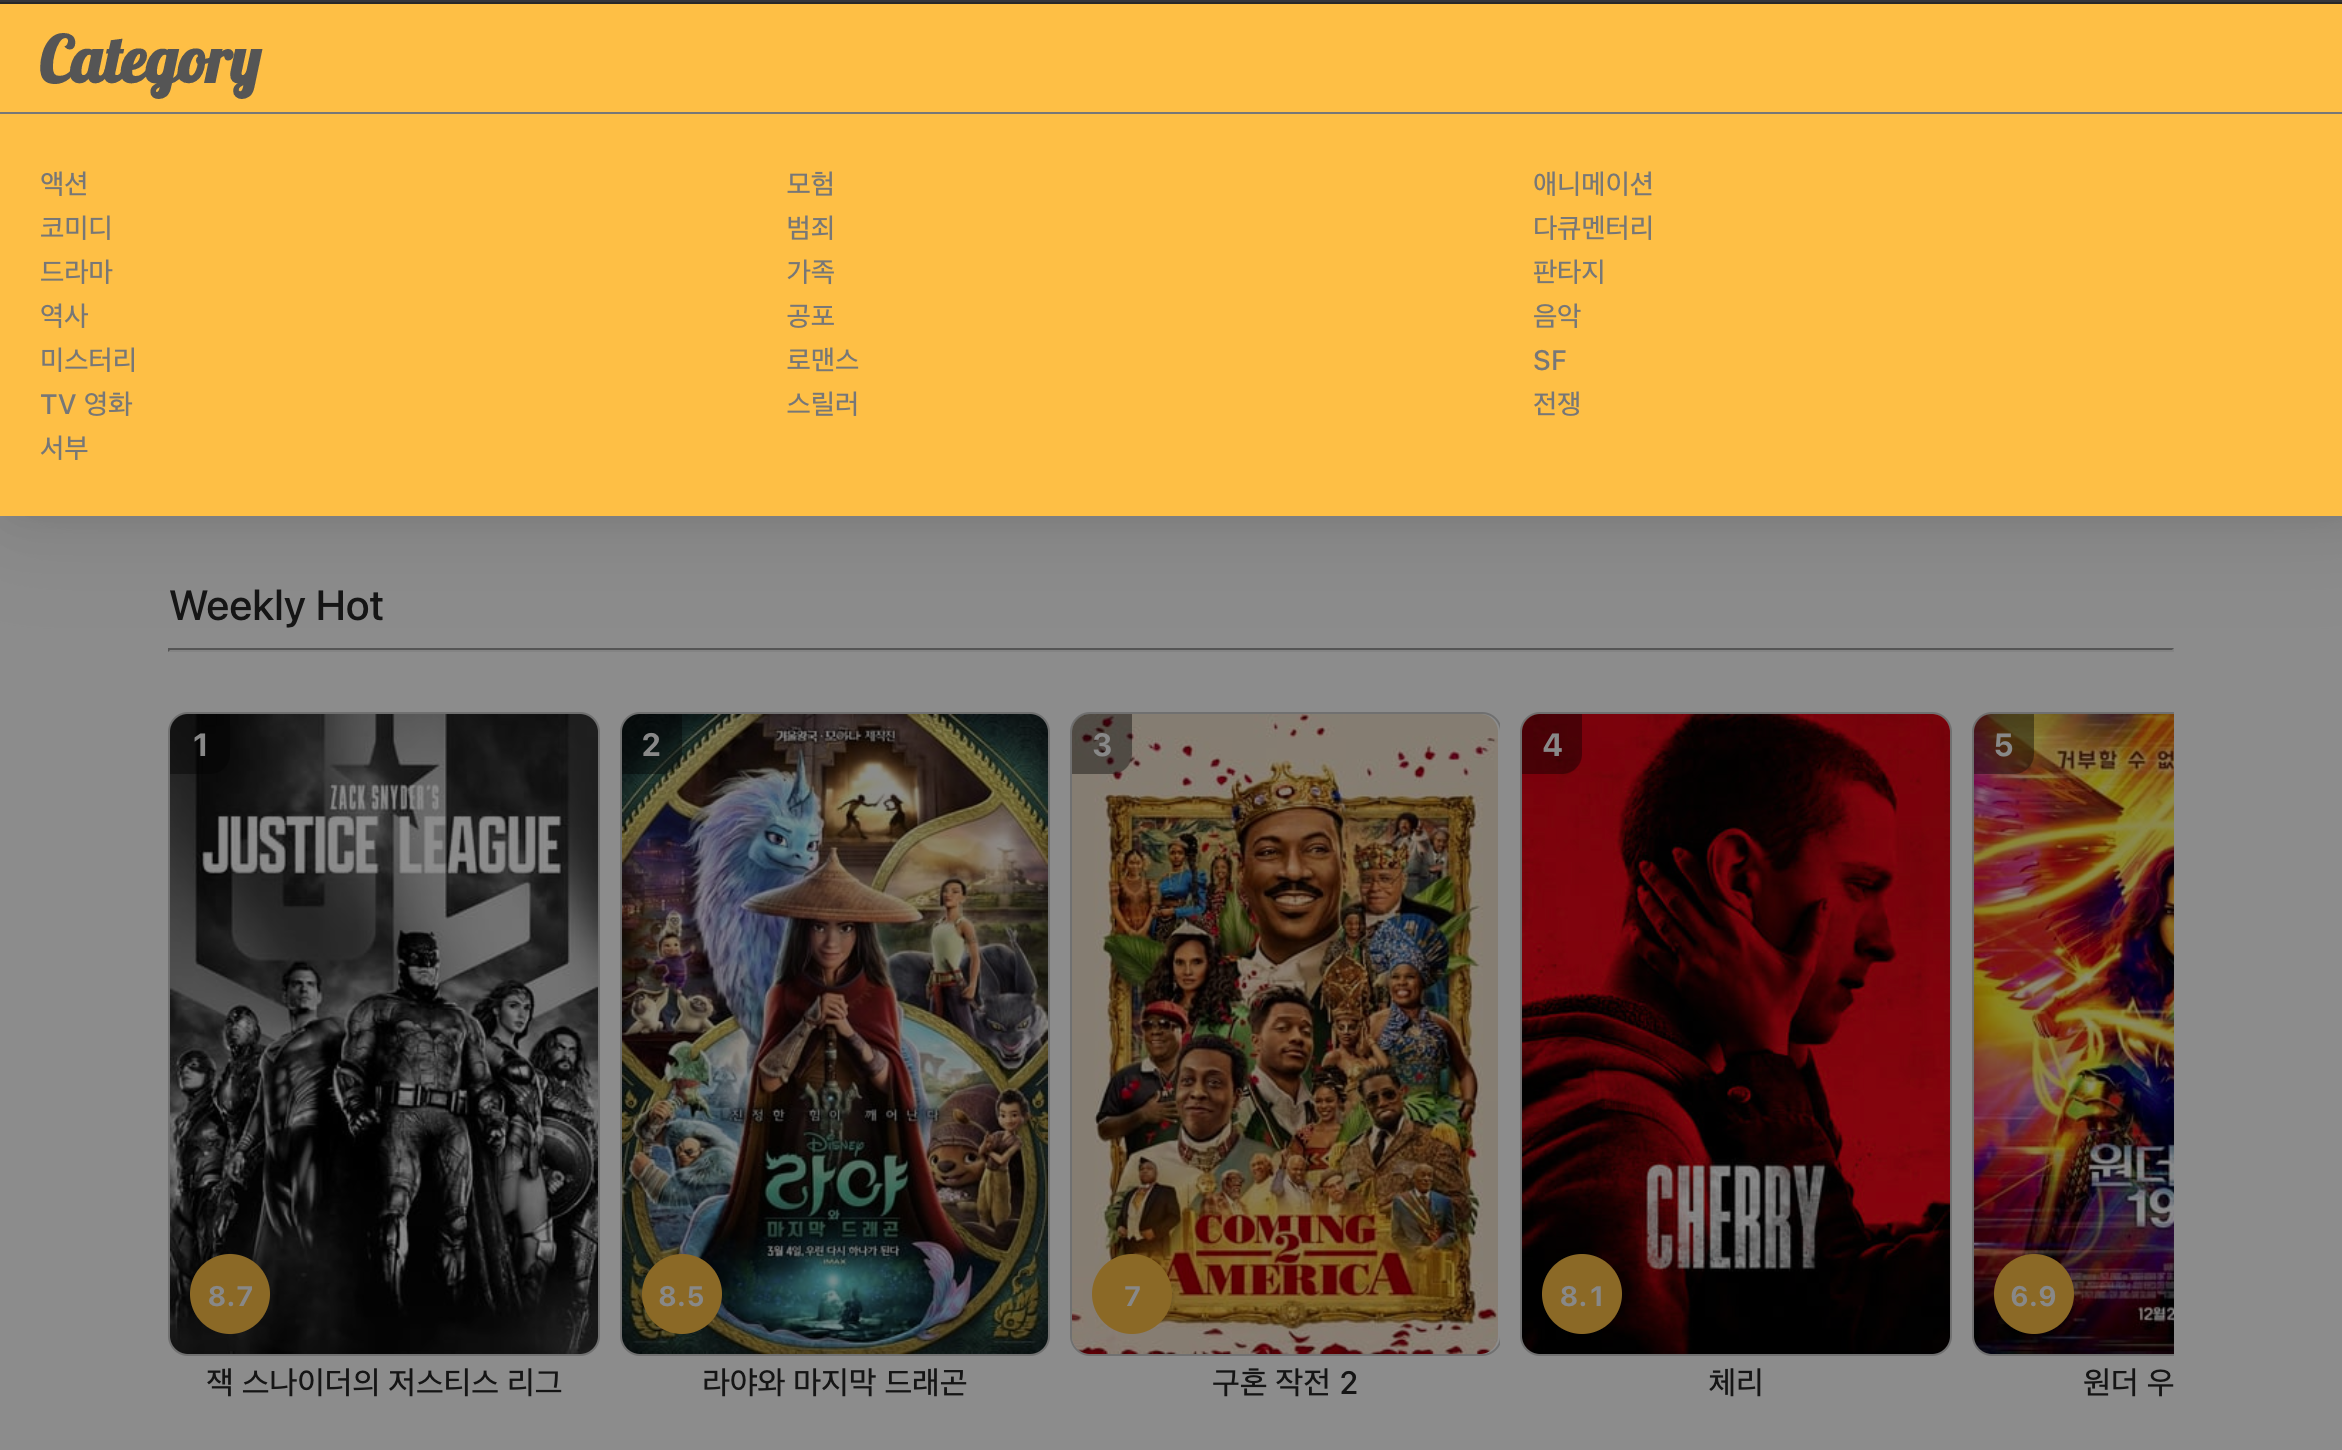 Category
액션 모험 애니메이션
코미디 범죄 다큐멘터리
드라마 가족 판타지
역사 공포 음악
미스터리 로맨스 SF
TV 영화 스릴러 전쟁
서부
Weekly Hot
1
ZACK SNYDER'S
JUSTICE LEAGUE
8.7
잭 스나이더의 저스티스 리그
2
겨울왕국·모아나 제작진
진정한 힘이 깨어난다
DISNEY
라야
와
마지막 드래곤
3월 4일, 우린 다시 하나가 된다
IMAX
8.5
라야와 마지막 드래곤
3
COMING
2
AMERICA
7
구혼 작전 2
4
CHERRY
8.1
체리
5
거부할 수 없
원더
19
12월2
6.9
원더 우